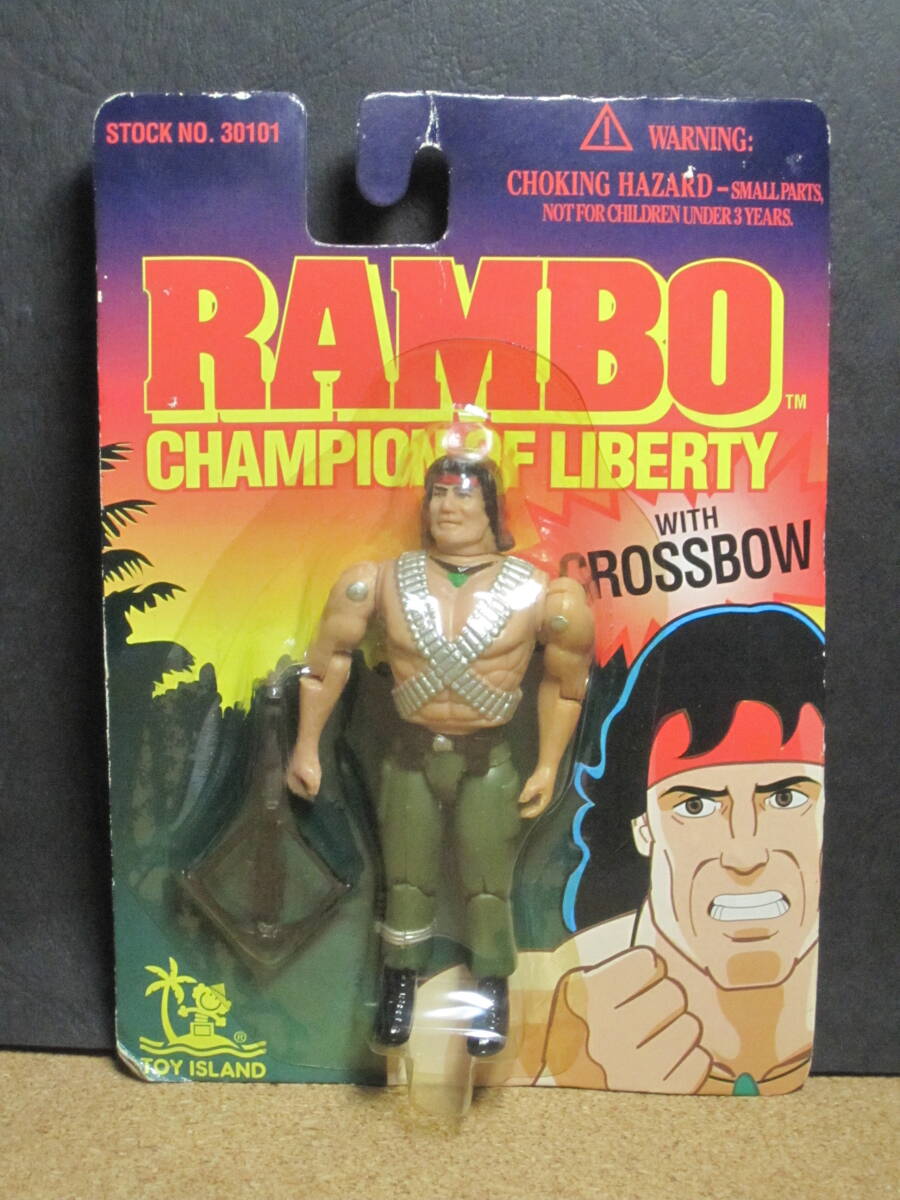 STOCK NO. 30101
WARNING:
CHOKING HAZARD – SMALL PARTS,
NOT FOR CHILDREN UNDER 3 YEARS.
RAMBO™
CHAMPION OF LIBERTY
WITH
CROSSBOW
®
TOY ISLAND